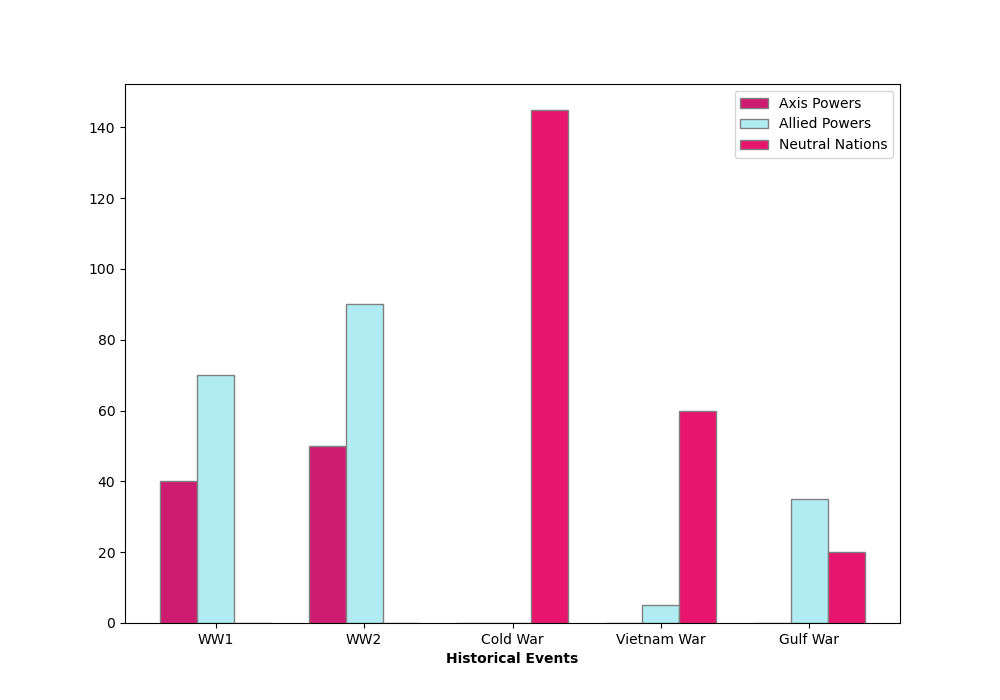 Axis Powers
Allied Powers
Neutral Nations
140
120
100
80
60
40
20
0
WW1 WW2 Cold War Vietnam War Gulf War
Historical Events